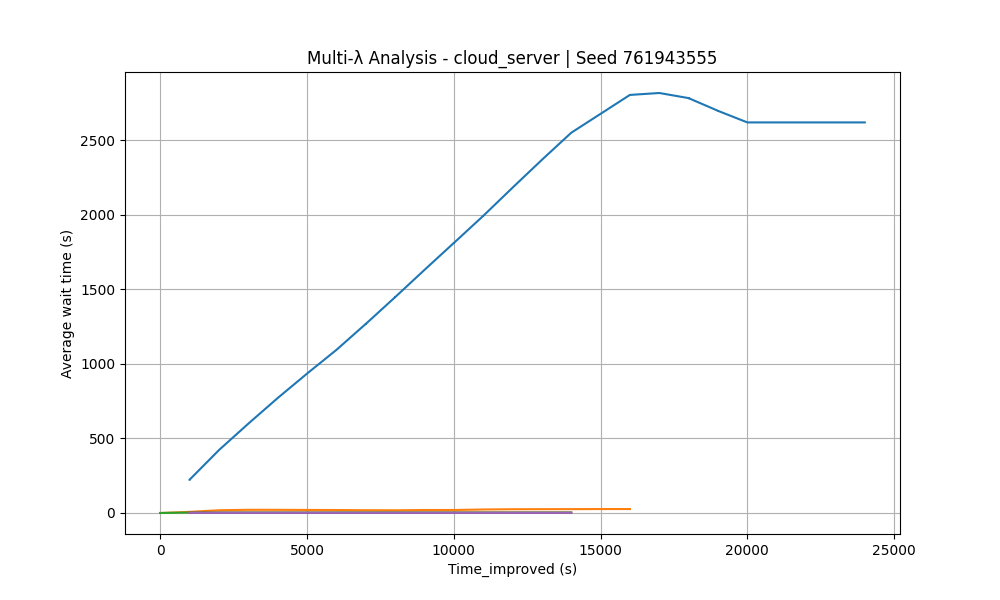 Multi-λ Analysis - cloud_server | Seed 761943555
2500
2000
1500
1000
500
0
Average wait time (s)
0 5000 10000 15000 20000 25000
Time_improved (s)